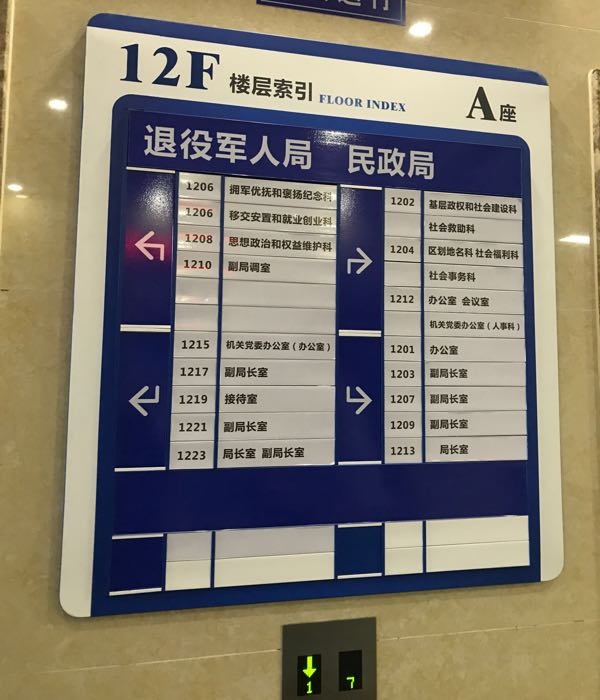 12F 楼层索引 FLOOR INDEX A座
退役军人局 民政局
1206 拥军优抚和褒扬纪念科
1206 移交安置和就业创业科
1208 思想政治和权益维护科
1210 副局调室
1215 机关党委办公室（办公室）
1217 副局长室
1219 接待室
1221 副局长室
1223 局长室 副局长室
1202 基层政权和社会建设科
社会救助科
1204 区划地名科 社会福利科
社会事务科
1212 办公室 会议室
机关党委办公室（人事科）
1201 办公室
1203 副局长室
1207 副局长室
1209 副局长室
1213 局长室
1 7